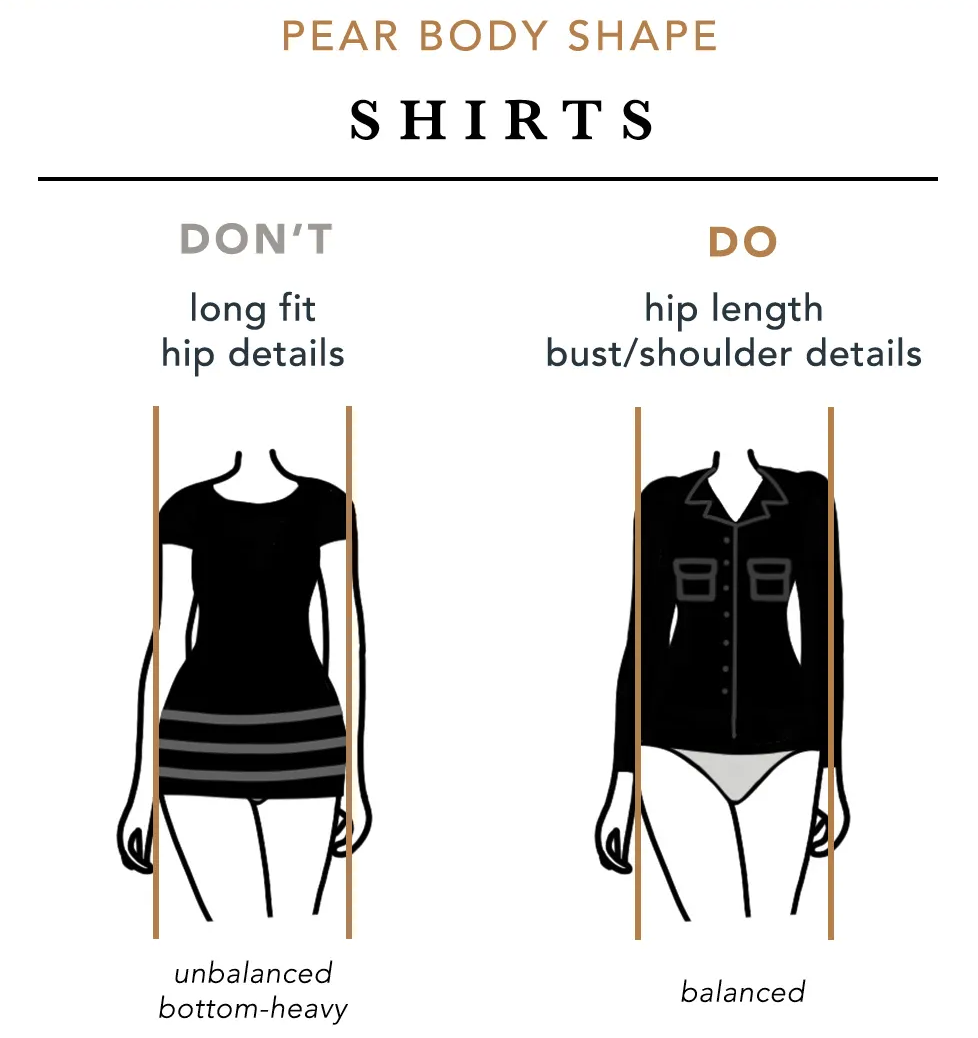 PEAR BODY SHAPE
SHIRTS
DON'T
long fit
hip details
DO
hip length
bust/shoulder details
unbalanced
bottom-heavy
balanced